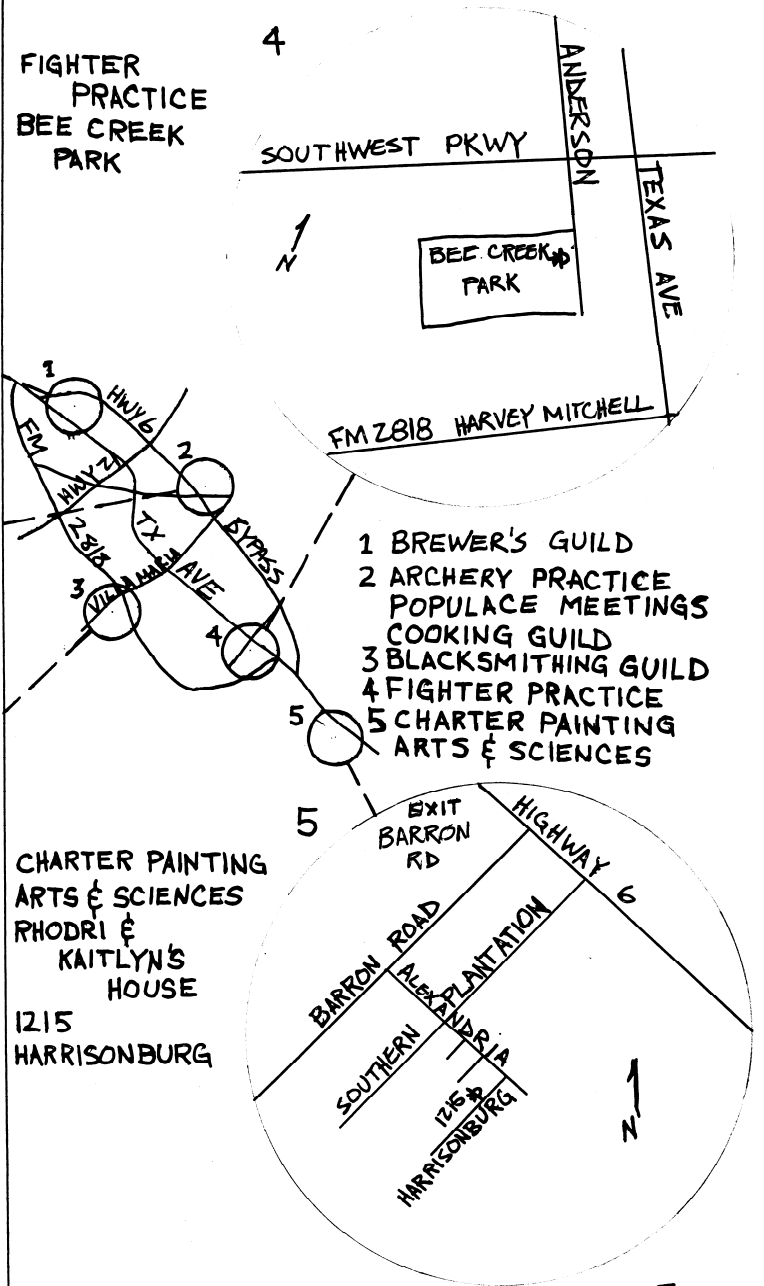 4
FIGHTER
PRACTICE
BEE CREEK
PARK
ANDERSON
SOUTHWEST PKWY
TEXAS AVE
N
BEE CREEK
PARK
FM 2818 HARVEY MITCHELL
1
HWY 6
FM
2
HWY 21
2818
TX
AVE
BYPASS
VILLA MARIA
3
4
5
1 BREWER'S GUILD
2 ARCHERY PRACTICE
POPULACE MEETINGS
COOKING GUILD
3 BLACKSMITHING GUILD
4 FIGHTER PRACTICE
5 CHARTER PAINTING
ARTS & SCIENCES
5
EXIT
BARRON
RD
HIGHWAY 6
CHARTER PAINTING
ARTS & SCIENCES
RHODRI &
KAITLYN'S
HOUSE
1215
HARRISONBURG
BARRON ROAD
ALEXANDRIA
SOUTHERN PLANTATION
1215
HARRISONBURG
N